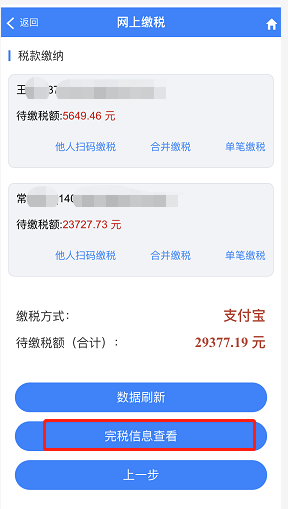 返回
网上缴税
税款缴纳
王
37
待缴税额:5649.46 元
他人扫码缴税 合并缴税 单笔缴税
常
140
待缴税额:23727.73 元
他人扫码缴税 合并缴税 单笔缴税
缴税方式: 支付宝
待缴税额（合计）: 29377.19 元
数据刷新
完税信息查看
上一步